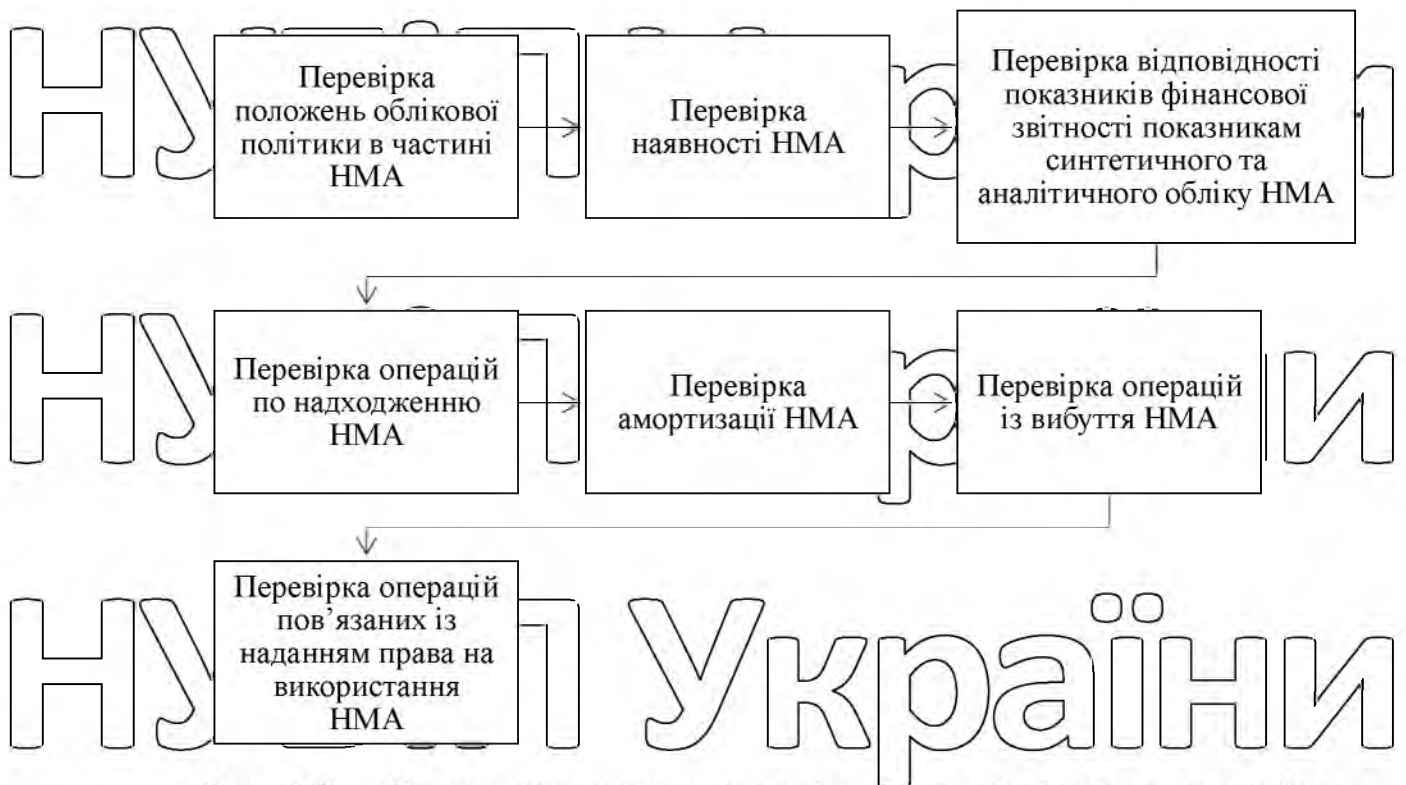 Перевірка
положень облікової
політики в частині
НМА
Перевірка
наявності НМА
Перевірка відповідності
показників фінансової
звітності показникам
синтетичного та
аналітичного обліку НМА
Перевірка операцій
по надходженню
НМА
Перевірка
амортизації НМА
Перевірка операцій
із вибуття НМА
Перевірка операцій
пов’язаних із
наданням права на
використання
НМА
України